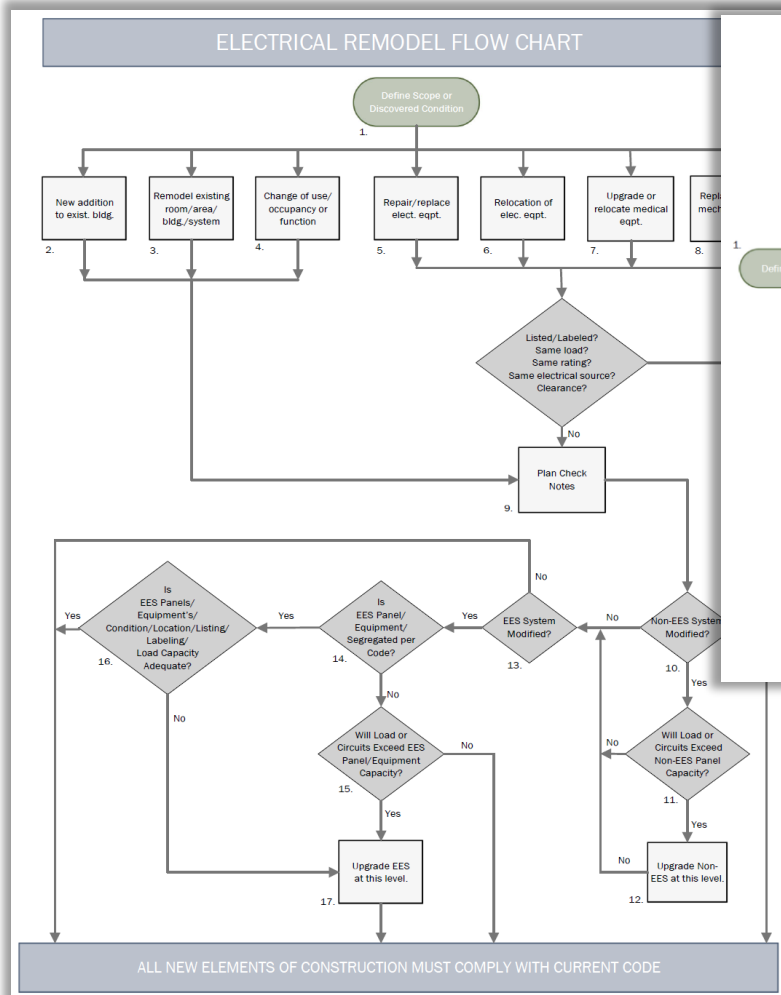 ELECTRICAL REMODEL FLOW CHART
Define Scope or
Discovered Condition
1.
New addition
to exist. bldg.
2.
Remodel existing
room/area/
bldg./system
3.
Change of use/
occupancy or
function
4.
Repair/replace
elect. eqpt.
5.
Relocation of
elec. eqpt.
6.
Upgrade or
relocate medical
eqpt.
7.
8.
1.
Listed/Labeled?
Same load?
Same rating?
Same electrical source?
Clearance?
No
Plan Check
Notes
9.
Is
EES Panels/
Equipment's/
Condition/Location/Listing/
Labeling/
Load Capacity
Adequate?
16.
Yes
No
Is
EES Panel/
Equipment/
Segregated per
Code?
14.
Yes
No
EES System
Modified?
13.
No
Yes
Non-EES System
Modified?
10.
No
Yes
Will Load or
Circuits Exceed EES
Panel/Equipment
Capacity?
15.
No
Yes
Will Load or
Circuits Exceed
Non-EES Panel
Capacity?
11.
No
Yes
Upgrade EES
at this level.
17.
Upgrade Non-
EES at this level.
12.
No
ALL NEW ELEMENTS OF CONSTRUCTION MUST COMPLY WITH CURRENT CODE